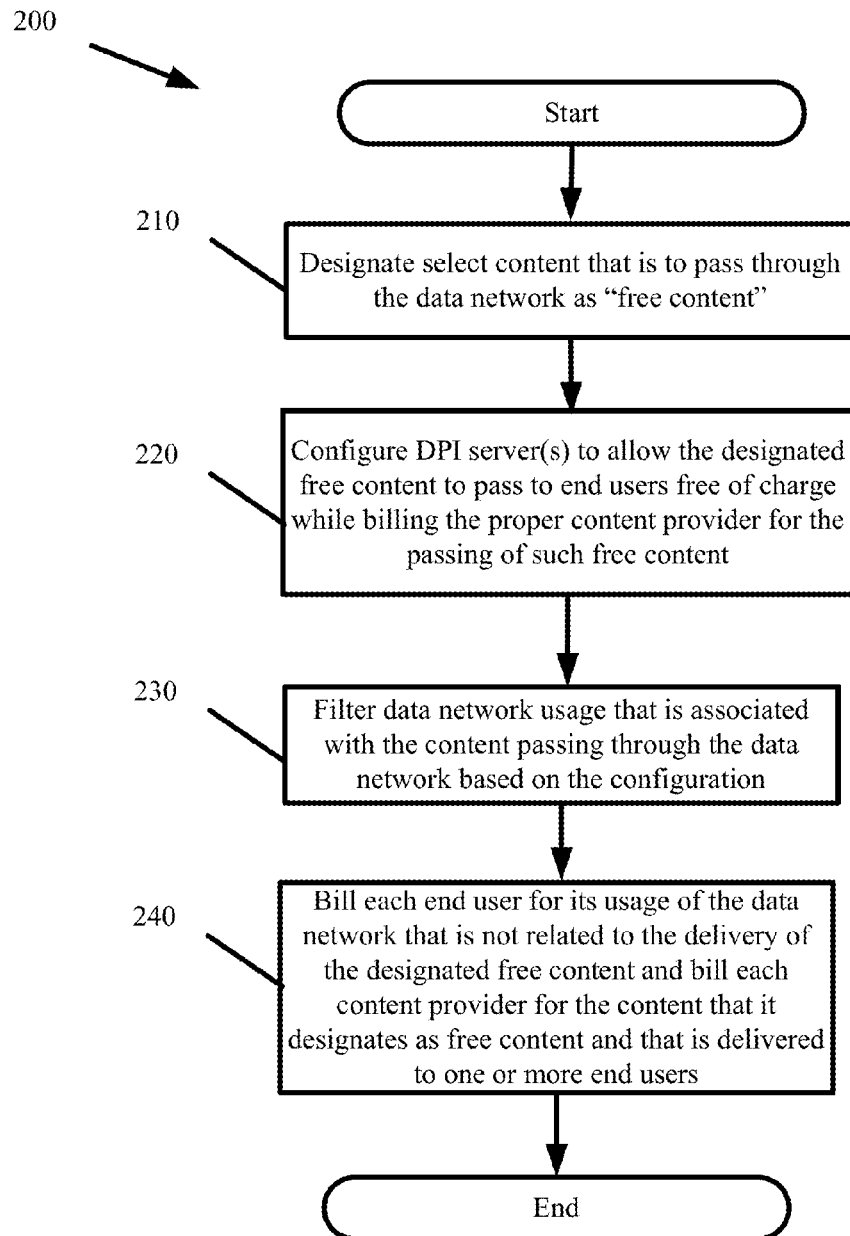 200
Start
210
Designate select content that is to pass through
the data network as “free content”
220
Configure DPI server(s) to allow the designated
free content to pass to end users free of charge
while billing the proper content provider for the
passing of such free content
230
Filter data network usage that is associated
with the content passing through the data
network based on the configuration
240
Bill each end user for its usage of the data
network that is not related to the delivery of
the designated free content and bill each
content provider for the content that it
designates as free content and that is delivered
to one or more end users
End